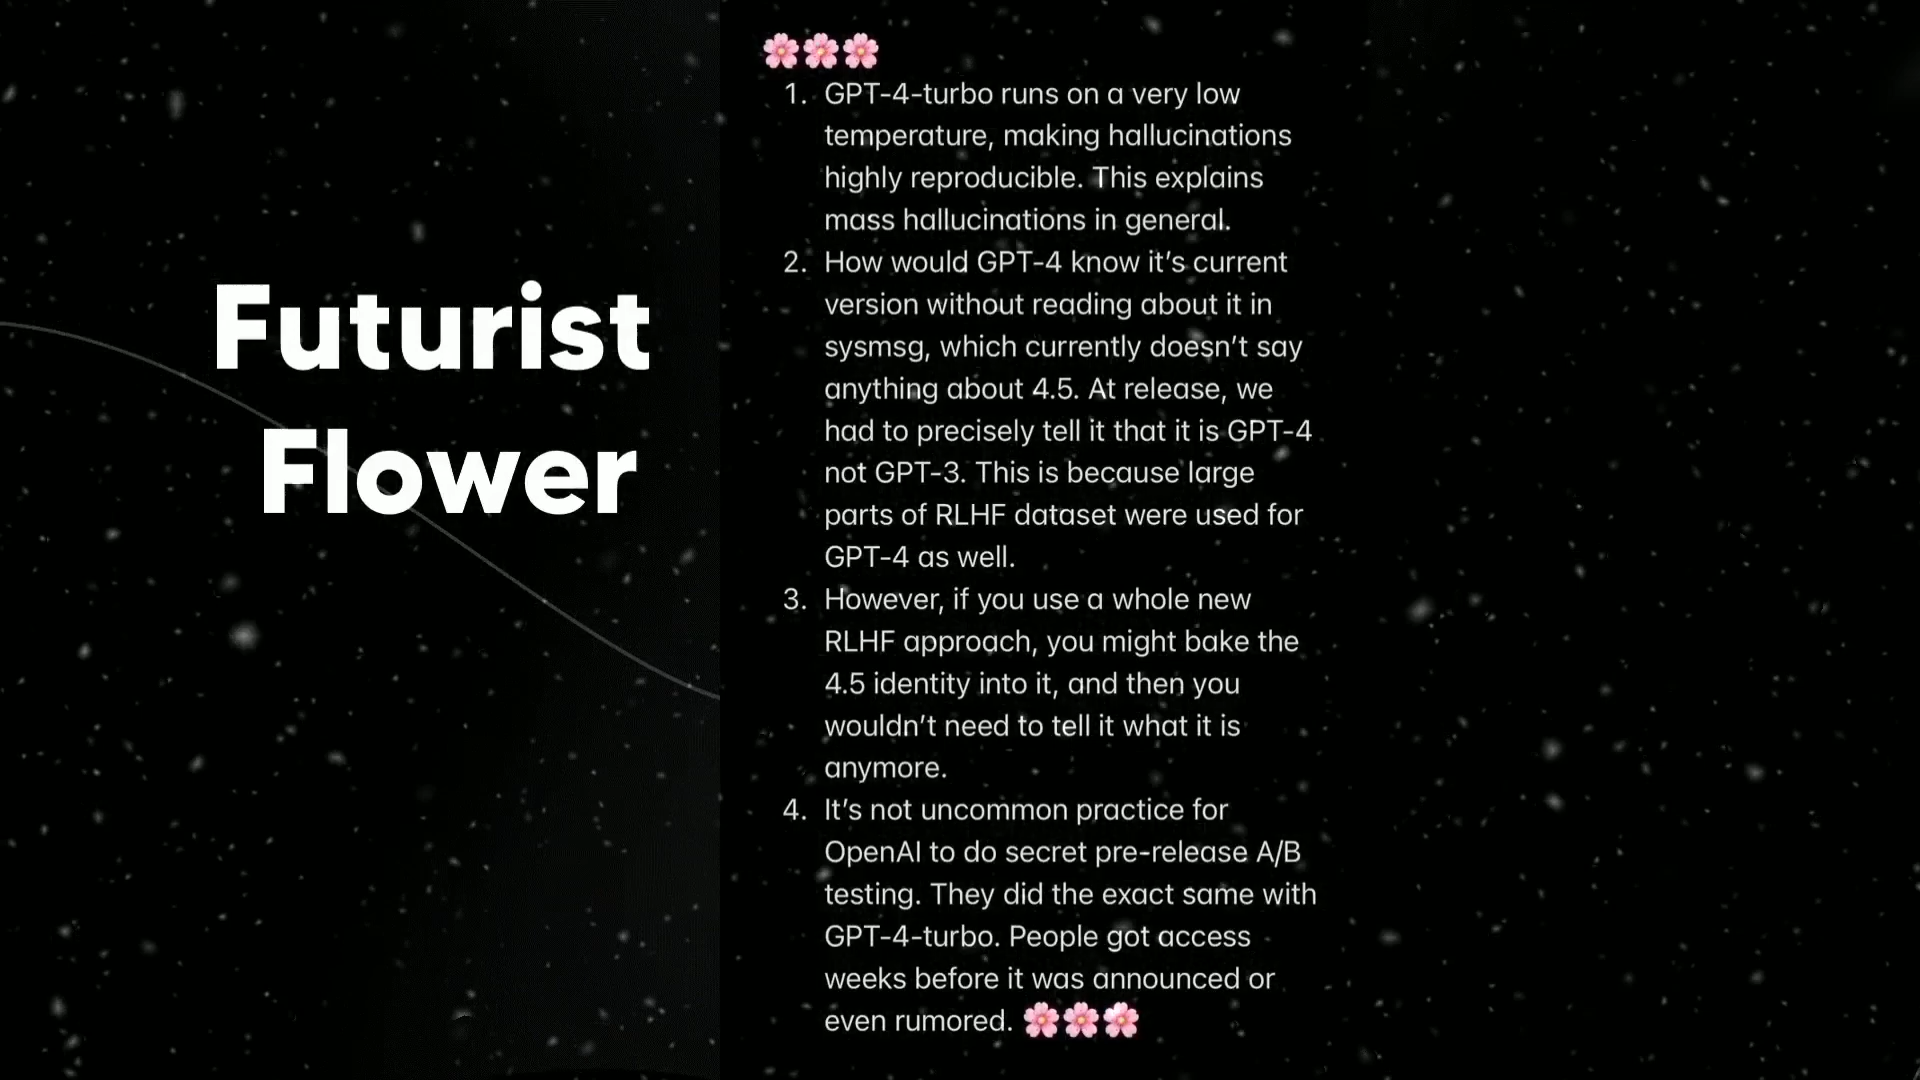 Futurist
Flower
🌸🌸🌸
1. GPT-4-turbo runs on a very low
temperature, making hallucinations
highly reproducible. This explains
mass hallucinations in general.
2. How would GPT-4 know it’s current
version without reading about it in
sysmsg, which currently doesn’t say
anything about 4.5. At release, we
had to precisely tell it that it is GPT-4
not GPT-3. This is because large
parts of RLHF dataset were used for
GPT-4 as well.
3. However, if you use a whole new
RLHF approach, you might bake the
4.5 identity into it, and then you
wouldn’t need to tell it what it is
anymore.
4. It’s not uncommon practice for
OpenAI to do secret pre-release A/B
testing. They did the exact same with
GPT-4-turbo. People got access
weeks before it was announced or
even rumored. 🌸🌸🌸